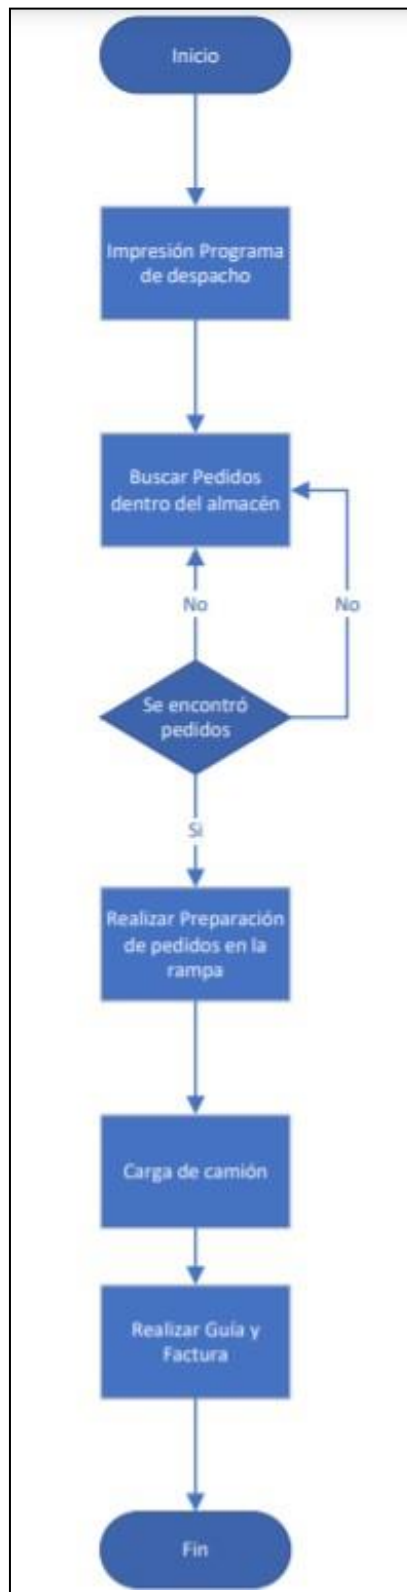 Inicio
Impresión Programa
de despacho
Buscar Pedidos
dentro del almacén
No
No
Se encontró
pedidos
Si
Realizar Preparación
de pedidos en la
rampa
Carga de camión
Realizar Guía y
Factura
Fin